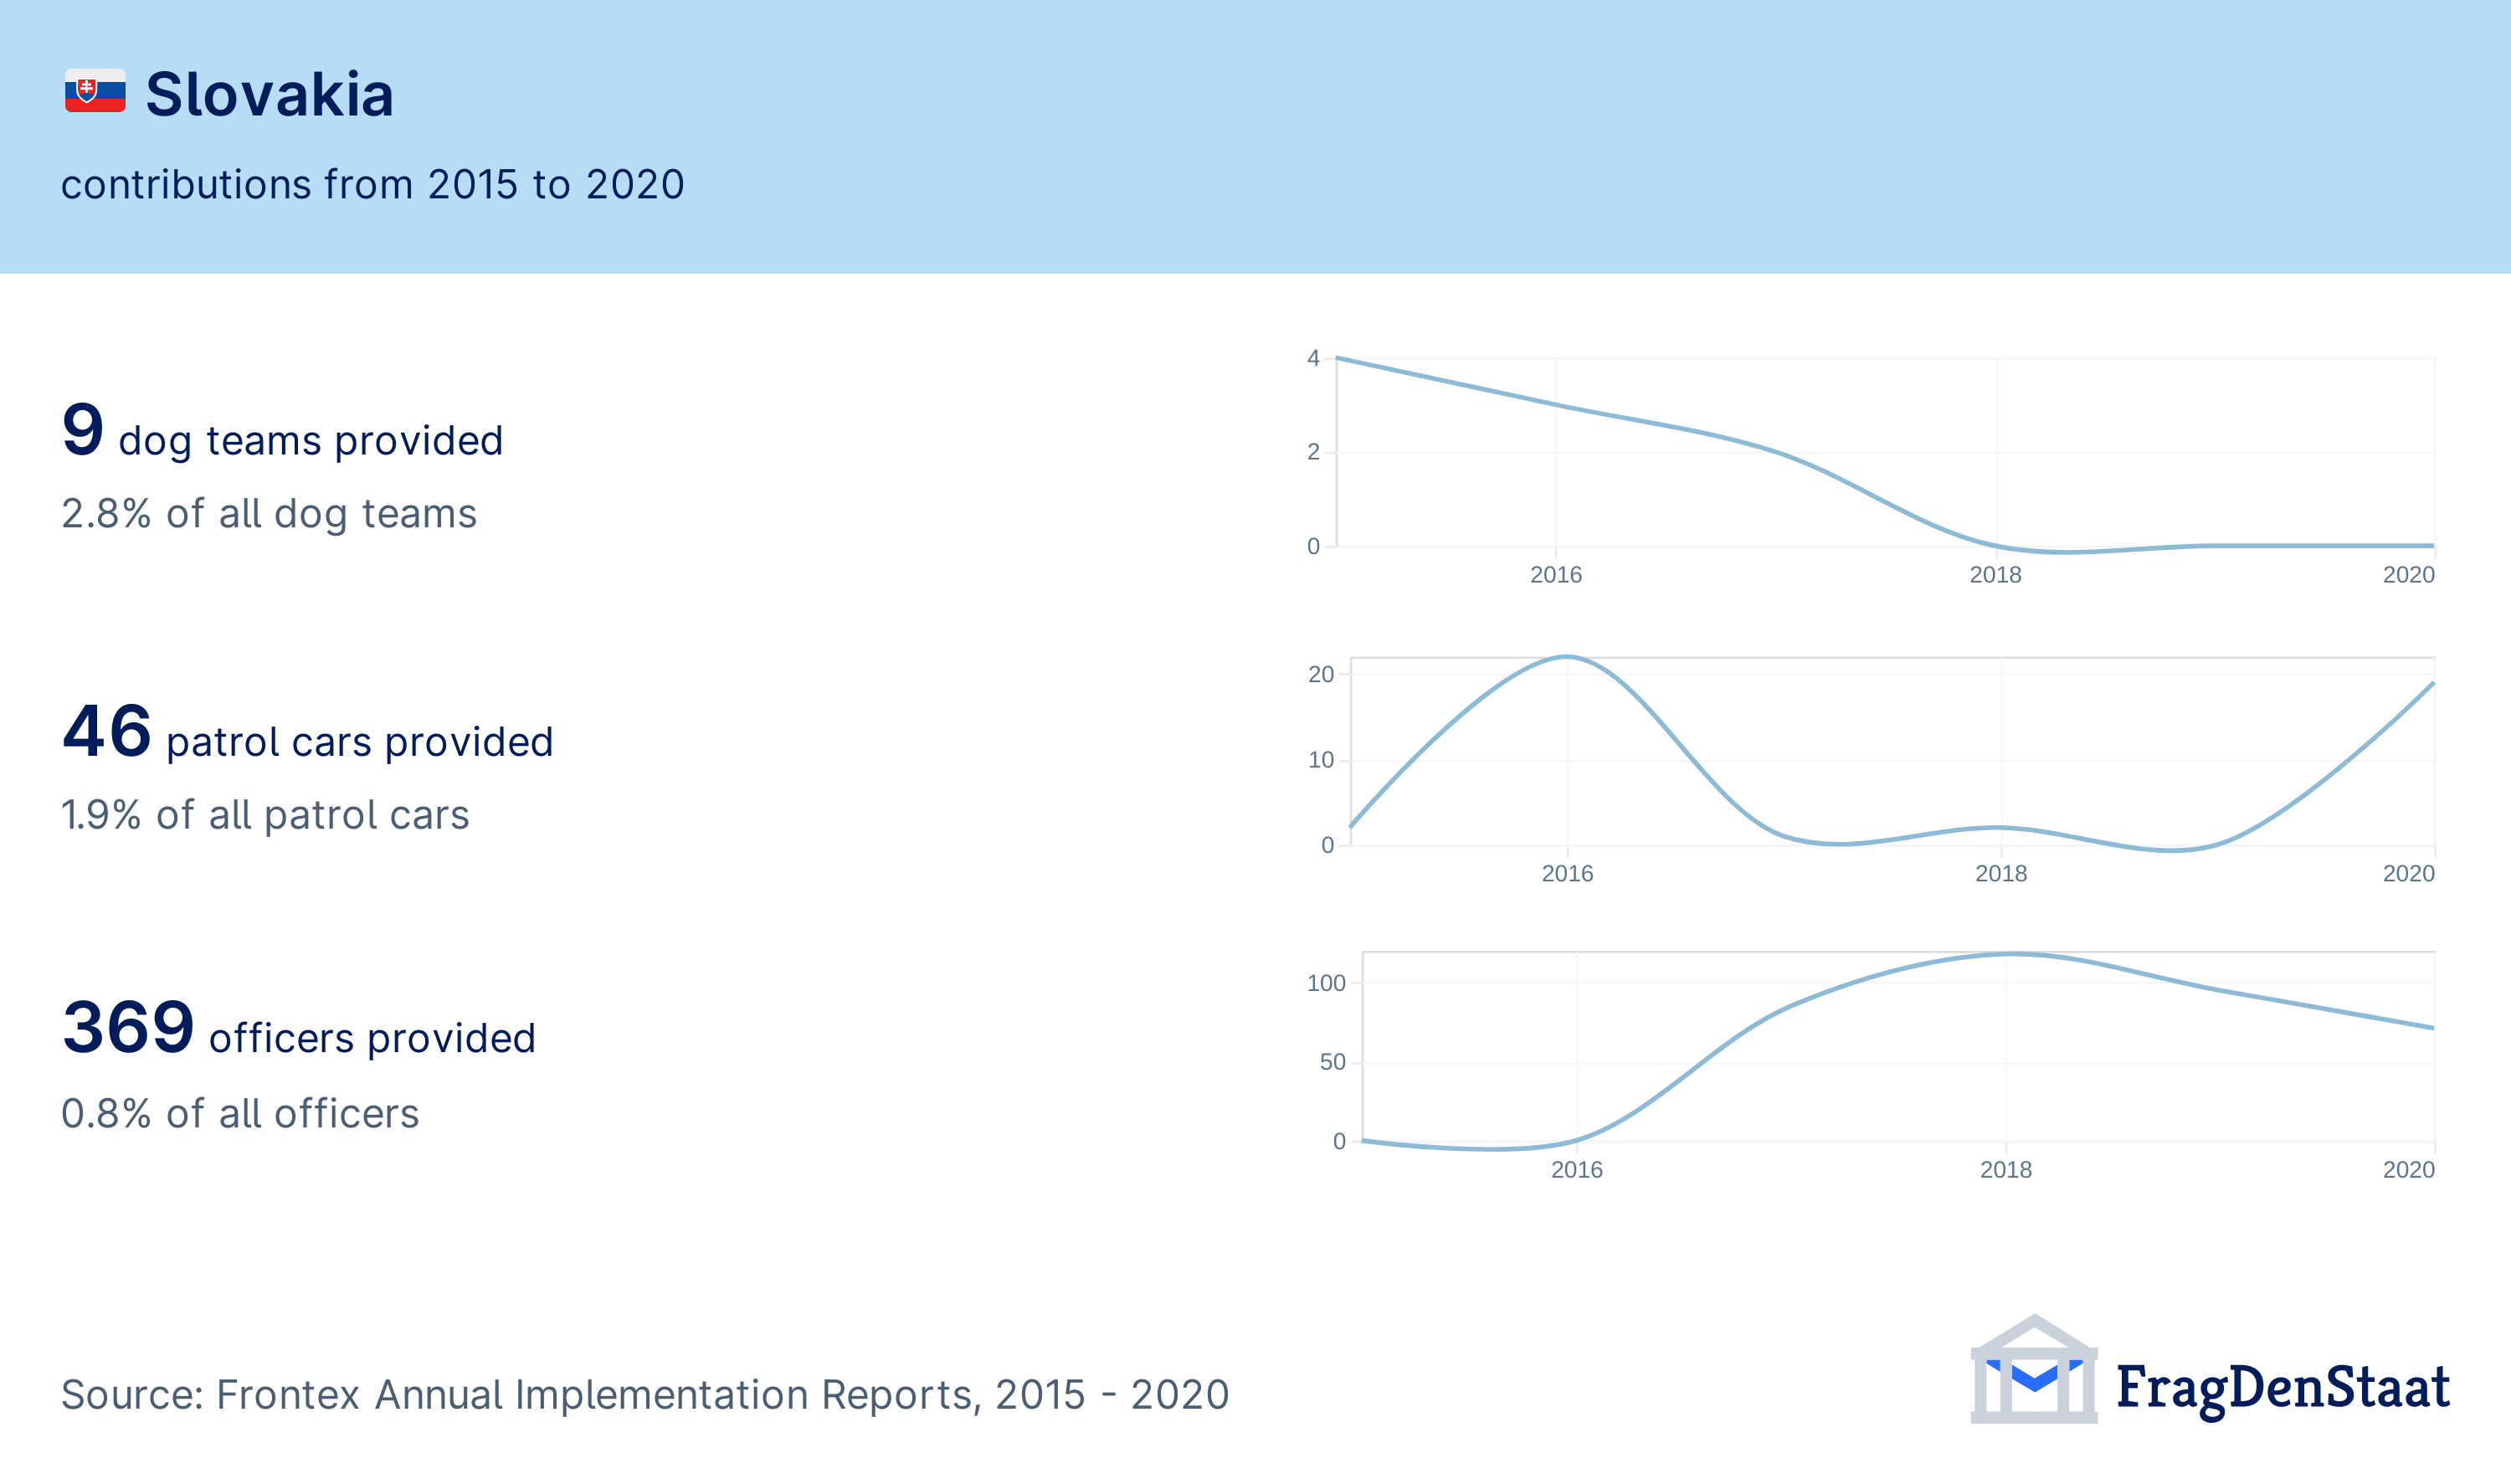 Slovakia
contributions from 2015 to 2020
9 dog teams provided
2.8% of all dog teams
4
2
0
2016 2018 2020
46 patrol cars provided
1.9% of all patrol cars
20
10
0
2016 2018 2020
369 officers provided
0.8% of all officers
100
50
0
2016 2018 2020
Source: Frontex Annual Implementation Reports, 2015 - 2020
FragDenStaat